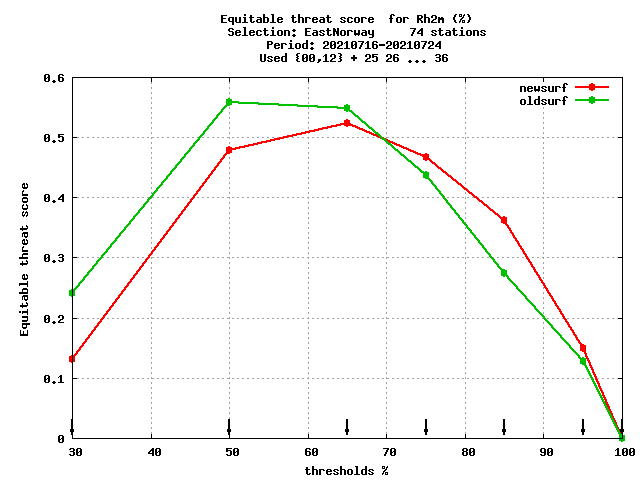 Equitable threat score  for Rh2m (%)
Selection: EastNorway     74 stations
Period: 20210716-20210724
Used {00,12} + 25 26 ... 36
newsurf
oldsurf
Equitable threat score
0.6
0.5
0.4
0.3
0.2
0.1
0
30 40 50 60 70 80 90 100
thresholds %